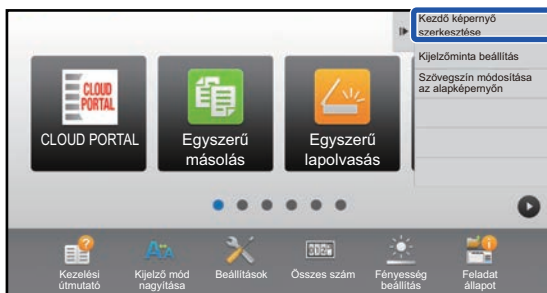 Kezdő képernyő
szerkesztése
Kijelzőminta beállítás
Szövegszín módosítása
az alapképernyőn
CLOUD
PORTAL
CLOUD PORTAL
Egyszerű
másolás
Egyszerű
lapolvasás
Kezelési
útmutató
Kijelző mód
nagyítása
Beállítások
Összes szám
Fényesség
beállítás
Feladat
állapot